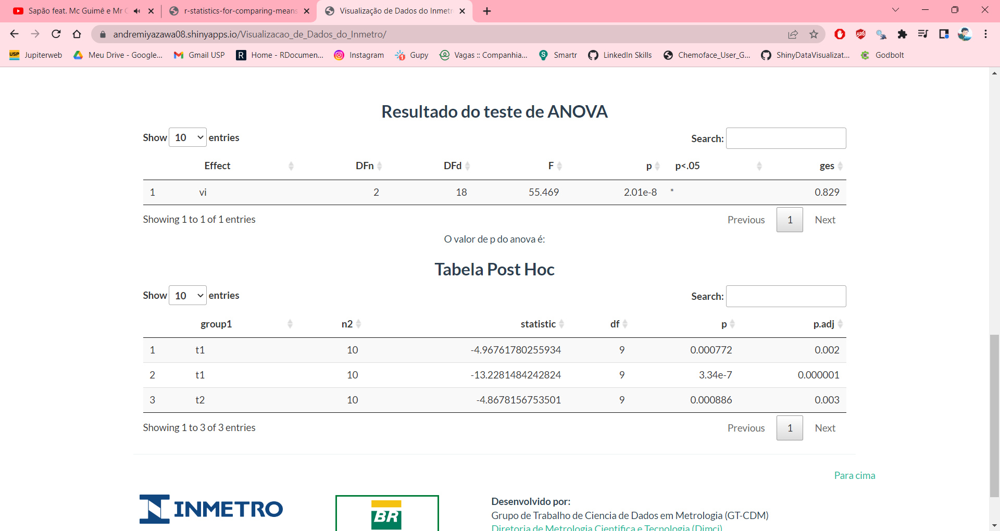 Sapão feat. Mc Guimê e Mr C
r-statistics-for-comparing-means
Visualização de Dados do Inmetr
andremiyazawa08.shinyapps.io/Visualizacao_de_Dados_do_Inmetro/
USP Jupiterweb Meu Drive - Google... Gmail USP R Home - RDocumen... Instagram 1 Gupy Vagas :: Companhia... S Smartr LinkedIn Skills Chemoface_User_G... ShinyDataVisualizat... Godbolt
Resultado do teste de ANOVA
Show 10 entries Search:
Effect DFn DFd F p p<.05 ges
1 vi 2 18 55.469 2.01e-8 * 0.829
Showing 1 to 1 of 1 entries Previous 1 Next
O valor de p do anova é:
Tabela Post Hoc
Show 10 entries Search:
group1 n2 statistic df p p.adj
1 t1 10 -4.96761780255934 9 0.000772 0.002
2 t1 10 -13.2281484242824 9 3.34e-7 0.000001
3 t2 10 -4.8678156753501 9 0.000886 0.003
Showing 1 to 3 of 3 entries Previous 1 Next
Para cima
INMETRO
BR
Desenvolvido por:
Grupo de Trabalho de Ciencia de Dados em Metrologia (GT-CDM)
Diretoria de Metrologia Cientifica e Tecnologia (Dimci)